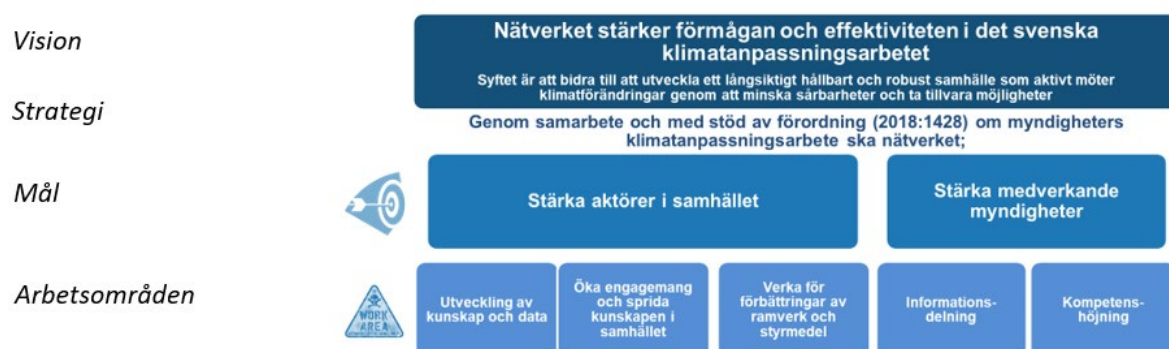 Vision
Nätverket stärker förmågan och effektiviteten i det svenska
klimatanpassningsarbetet
Syftet är att bidra till att utveckla ett långsiktigt hållbart och robust samhälle som aktivt möter
klimatförändringar genom att minska sårbarheter och ta tillvara möjligheter
Strategi
Genom samarbete och med stöd av förordning (2018:1428) om myndigheters
klimatanpassningsarbete ska nätverket;
Mål
Stärka aktörer i samhället
Stärka medverkande
myndigheter
Arbetsområden
WORK
AREA
Utveckling av
kunskap och data
Öka engagemang
och sprida
kunskapen i
samhället
Verka för
förbättringar av
ramverk och
styrmedel
Informations-
delning
Kompetens-
höjning